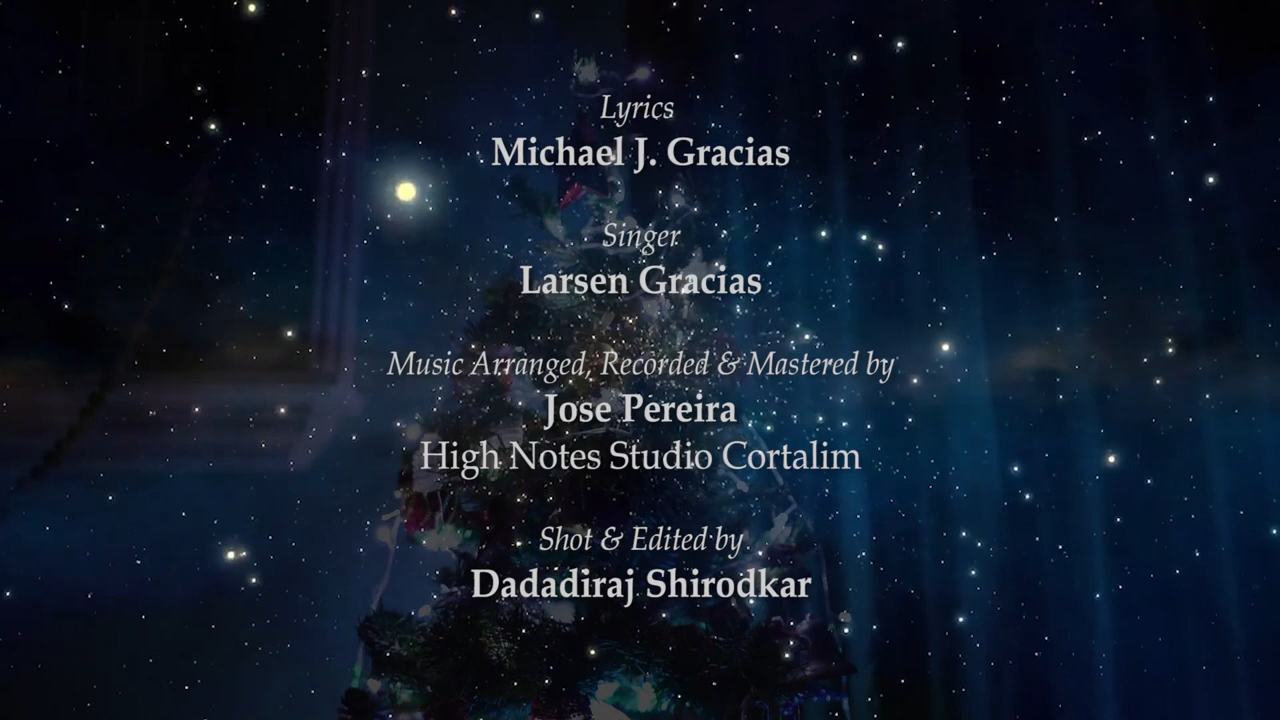 Lyrics
Michael J. Gracias
Singer
Larsen Gracias
Music Arranged, Recorded & Mastered by
Jose Pereira
High Notes Studio Cortalim
Shot & Edited by
Dadadiraj Shirodkar